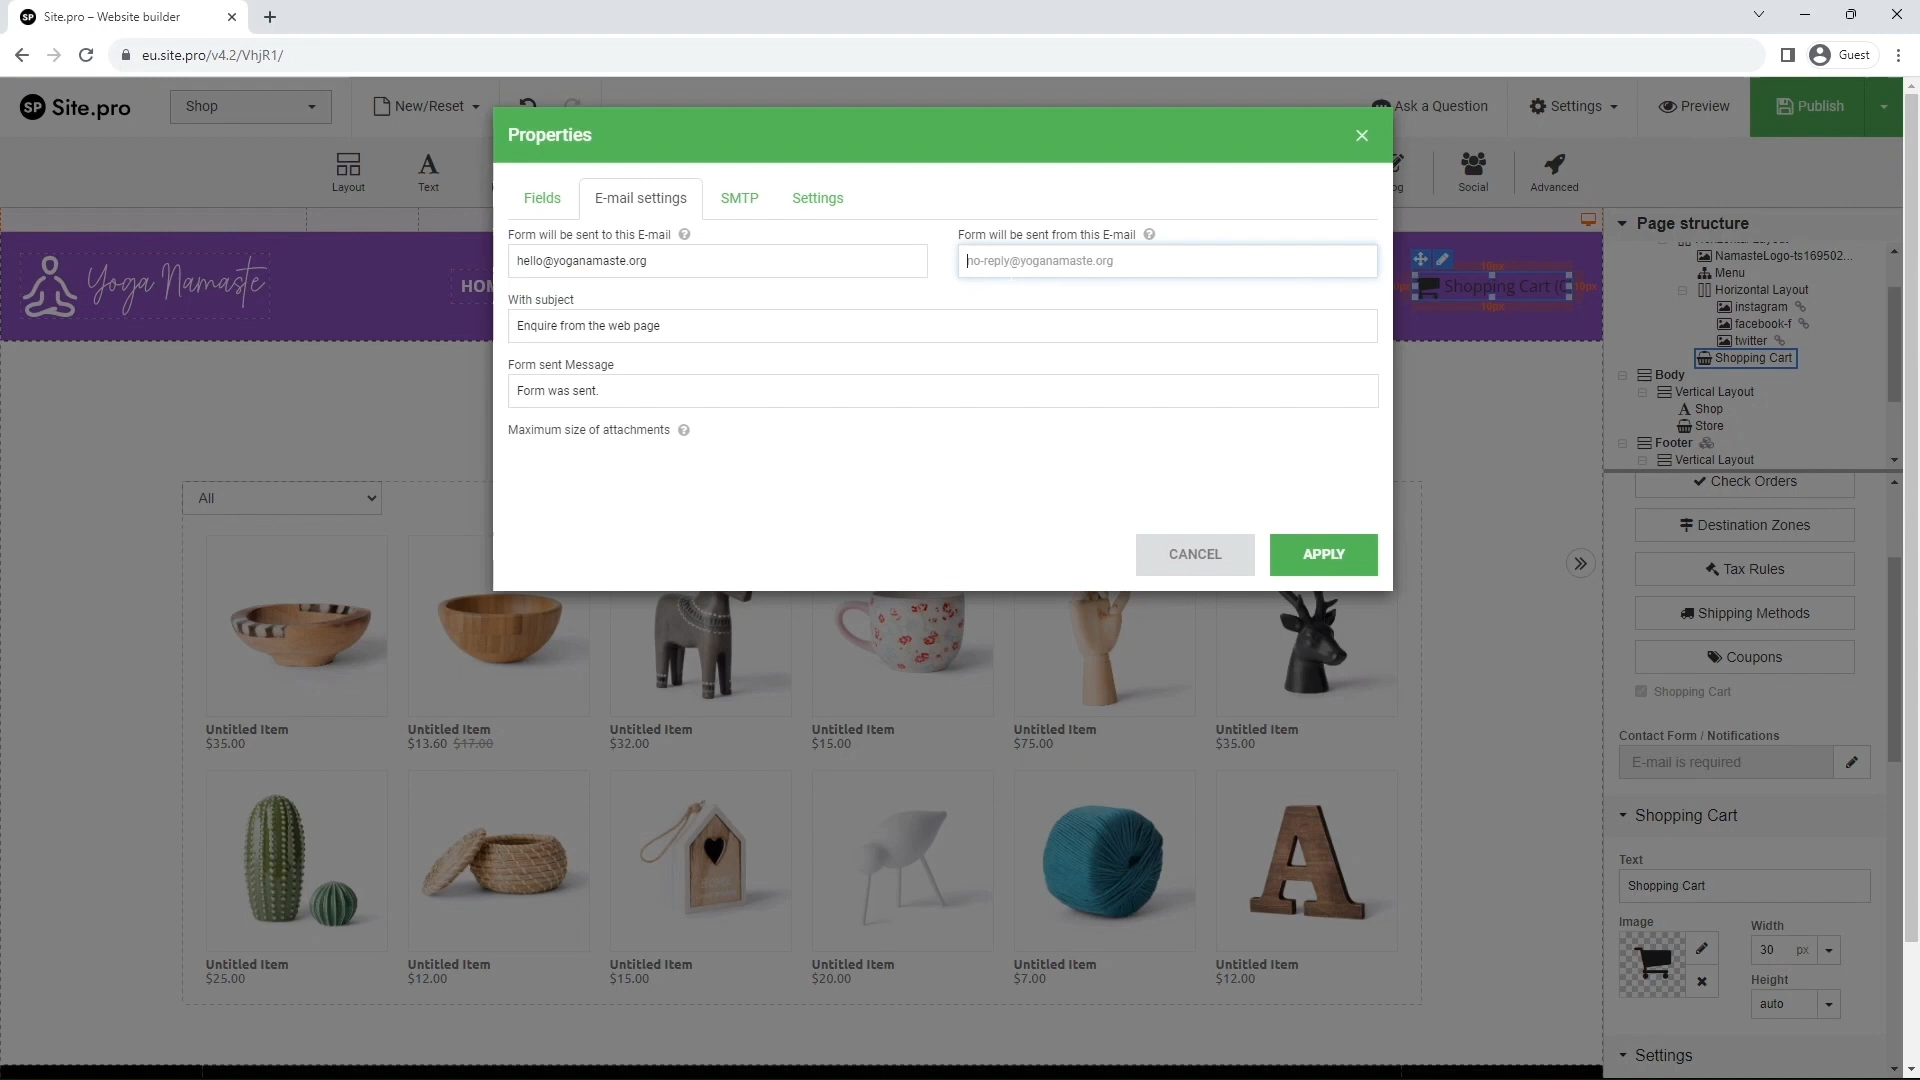 Site.pro – Website builder
eu.site.pro/v4.2/VhjR1/
Guest
SP Site.pro
Shop
New/Reset
Ask a Question
Settings
Preview
Publish
Layout
Text
Social
Advanced
Properties
Fields
E-mail settings
SMTP
Settings
Form will be sent to this E-mail
Form will be sent from this E-mail
hello@yoganamaste.org
no-reply@yoganamaste.org
With subject
Enquire from the web page
Form sent Message
Form was sent.
Maximum size of attachments
CANCEL
APPLY
Yoga Namaste
10px
Shopping Cart
10px
10px
All
Untitled Item
$35.00
Untitled Item
$13.60 $17.00
Untitled Item
$32.00
Untitled Item
$15.00
Untitled Item
$75.00
Untitled Item
$35.00
Untitled Item
$25.00
Untitled Item
$12.00
Untitled Item
$15.00
Untitled Item
$20.00
Untitled Item
$7.00
Untitled Item
$12.00
Page structure
NamasteLogo-ts169502...
Menu
Horizontal Layout
instagram
facebook-f
twitter
Shopping Cart
Body
Vertical Layout
Shop
Store
Footer
Vertical Layout
Check Orders
Destination Zones
Tax Rules
Shipping Methods
Coupons
Shopping Cart
Contact Form / Notifications
E-mail is required
Shopping Cart
Text
Shopping Cart
Image
Width
30 px
Height
auto
Settings